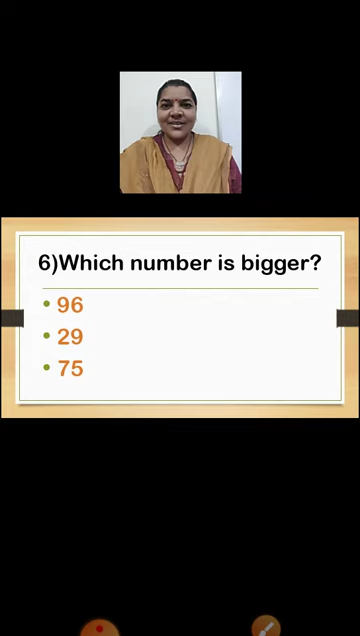 6)Which number is bigger?
• 96
• 29
• 75